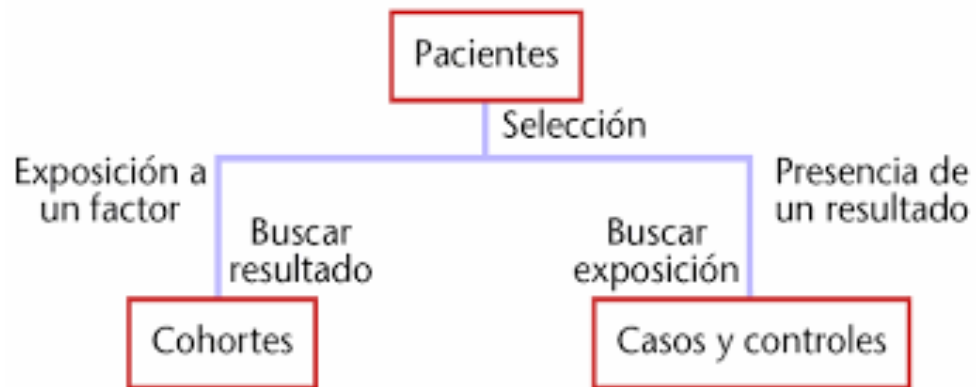 Pacientes
Selección
Exposición a
un factor
Presencia de
un resultado
Buscar
resultado
Buscar
exposición
Cohortes
Casos y controles